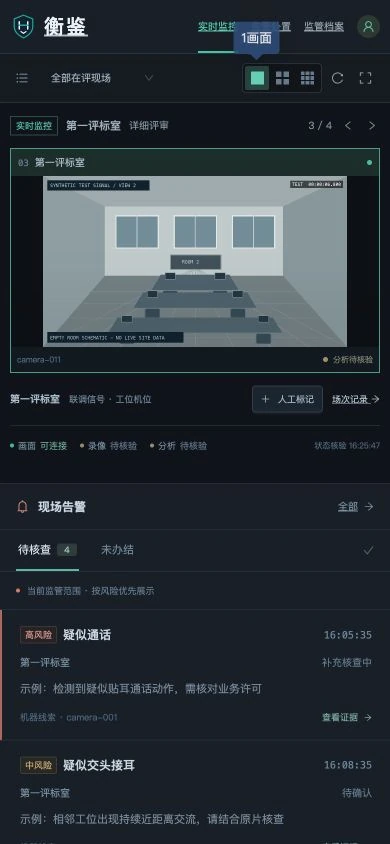 衡鉴
实时监控
置
监管档案
1画面
全部在评现场
实时监控 第一评标室 详细评审 3 / 4
03 第一评标室
SYNTHETIC TEST SIGNAL / VIEW 2
ROOM 2
EMPTY ROOM SCHEMATIC - NO LIVE SITE DATA
camera-011 分析待核验
第一评标室 联调信号 · 工位机位 人工标记 场次记录
画面 可连接 录像 待核验 分析 待核验 状态核验 16:25:47
现场告警 全部
待核查 4 未办结
当前监管范围 · 按风险优先展示
高风险 疑似通话 16:05:35
第一评标室 补充核查中
示例：检测到疑似贴耳通话动作，需核对业务许可
机器线索 · camera-001 查看证据
中风险 疑似交头接耳 16:08:35
第一评标室 待确认
示例：相邻工位出现持续近距离交流，请结合原片核查